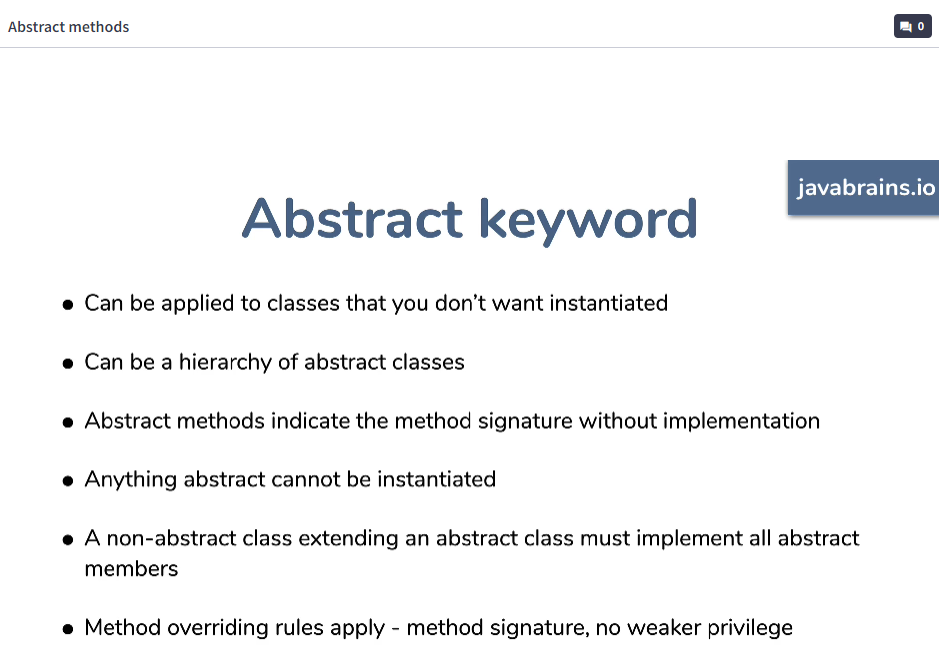 Abstract methods
0
javabrains.io
Abstract keyword
● Can be applied to classes that you don’t want instantiated
● Can be a hierarchy of abstract classes
● Abstract methods indicate the method signature without implementation
● Anything abstract cannot be instantiated
● A non-abstract class extending an abstract class must implement all abstract
members
● Method overriding rules apply - method signature, no weaker privilege